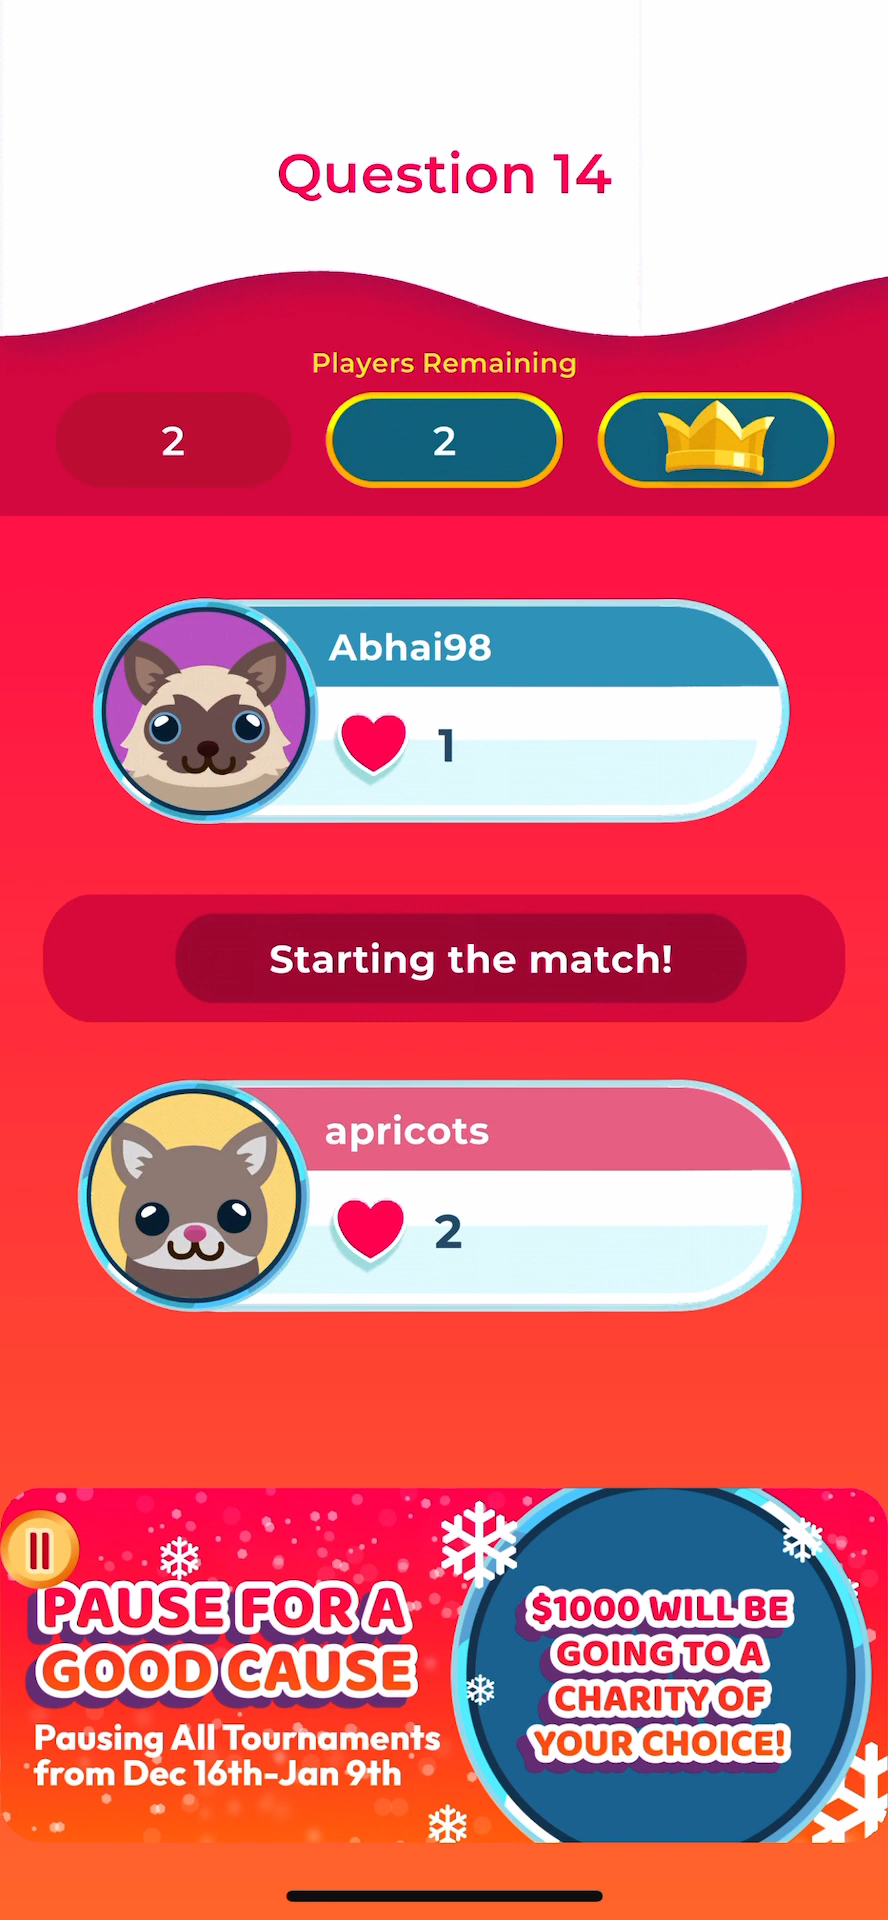 Question 14
Players Remaining
2
2
Abhai98
1
Starting the match!
apricots
2
PAUSE FOR A
GOOD CAUSE
Pausing All Tournaments
from Dec 16th-Jan 9th
$1000 WILL BE
GOING TO A
CHARITY OF
YOUR CHOICE!